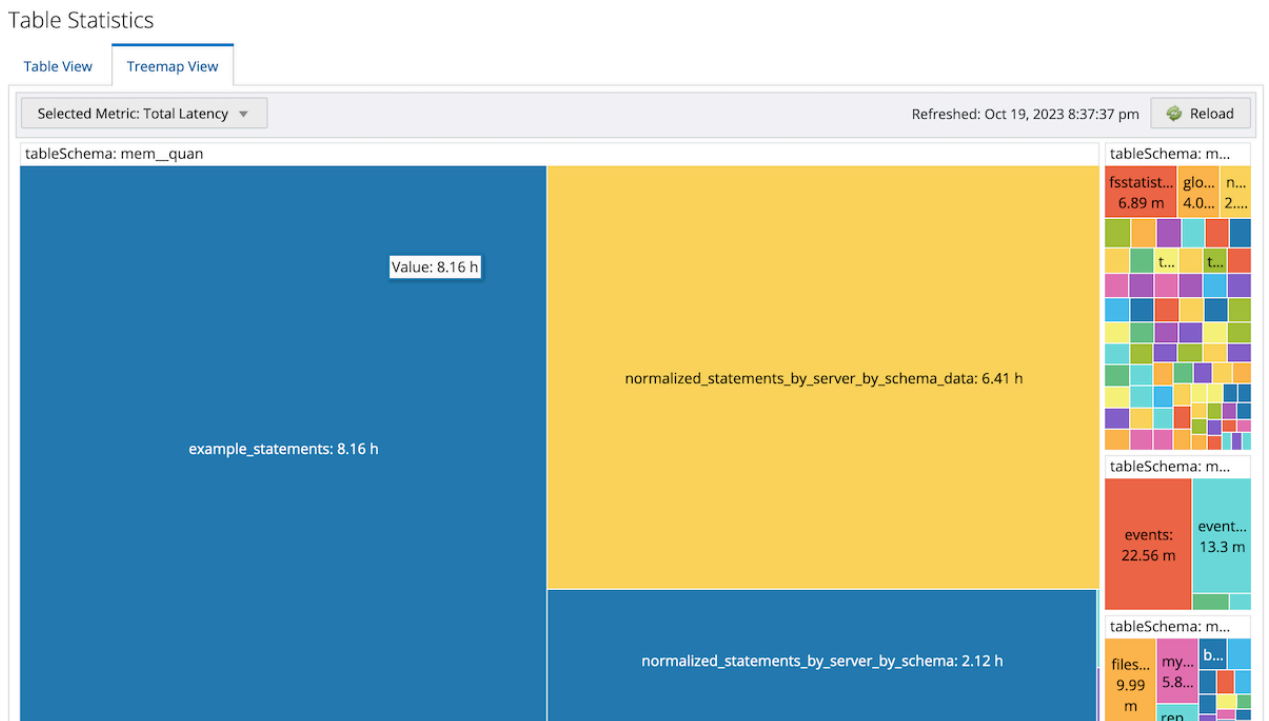 Table Statistics
Table View
Treemap View
Selected Metric: Total Latency
Refreshed: Oct 19, 2023 8:37:37 pm
Reload
tableSchema: mem__quan
Value: 8.16 h
example_statements: 8.16 h
normalized_statements_by_server_by_schema_data: 6.41 h
normalized_statements_by_server_by_schema: 2.12 h
tableSchema: m...
fsstatist...
6.89 m
glo...
4.0...
n...
2....
t...
t...
tableSchema: m...
events:
22.56 m
event...
13.3 m
tableSchema: m...
files...
9.99
m
my...
5.8...
b...
rep